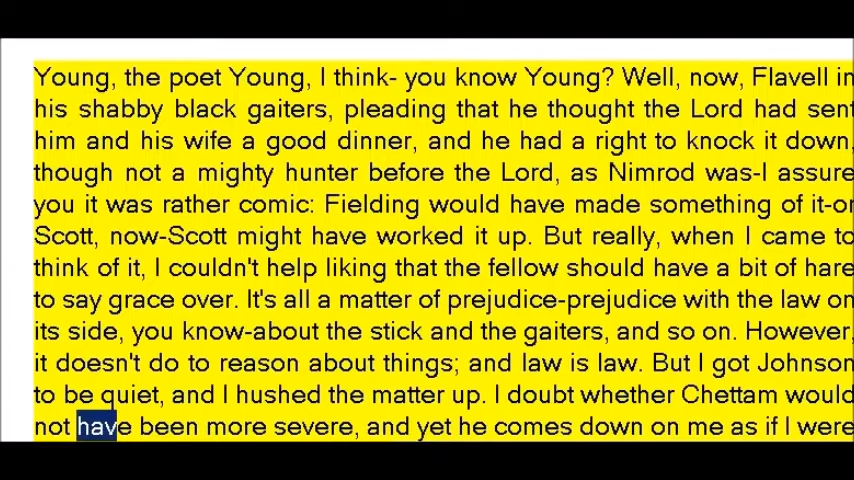 Young, the poet Young, I think- you know Young? Well, now, Flavell in
his shabby black gaiters, pleading that he thought the Lord had sent
him and his wife a good dinner, and he had a right to knock it down,
though not a mighty hunter before the Lord, as Nimrod was-I assure
you it was rather comic: Fielding would have made something of it-or
Scott, now-Scott might have worked it up. But really, when I came to
think of it, I couldn't help liking that the fellow should have a bit of hare
to say grace over. It's all a matter of prejudice-prejudice with the law on
its side, you know-about the stick and the gaiters, and so on. However,
it doesn't do to reason about things; and law is law. But I got Johnson
to be quiet, and I hushed the matter up. I doubt whether Chettam would
not have been more severe, and yet he comes down on me as if I were